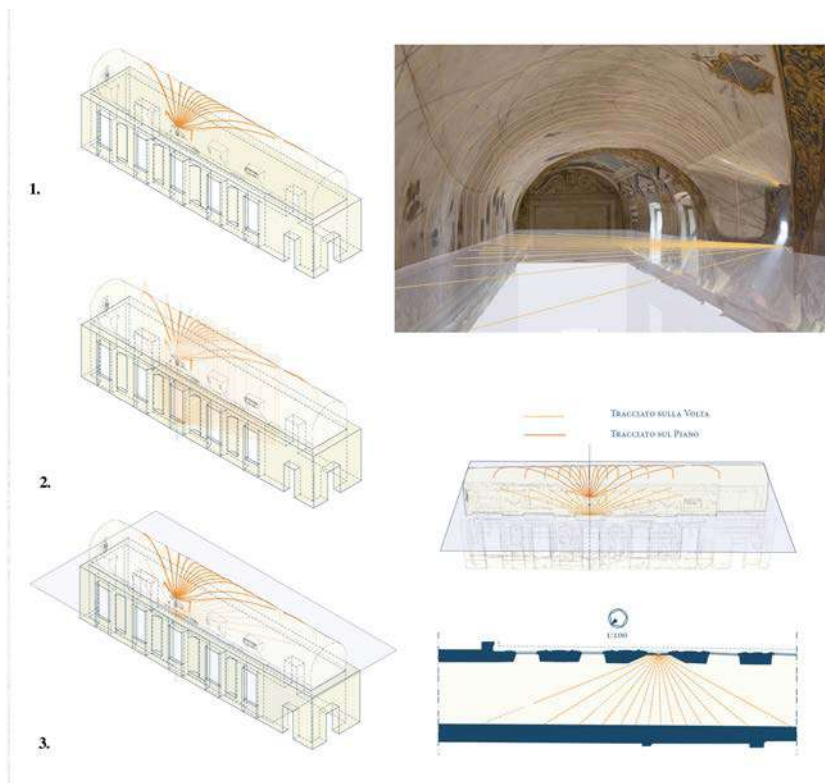 1.
2.
3.
TRACCIATO SULLA VOLTA
TRACCIATO SUL PIANO
1:100